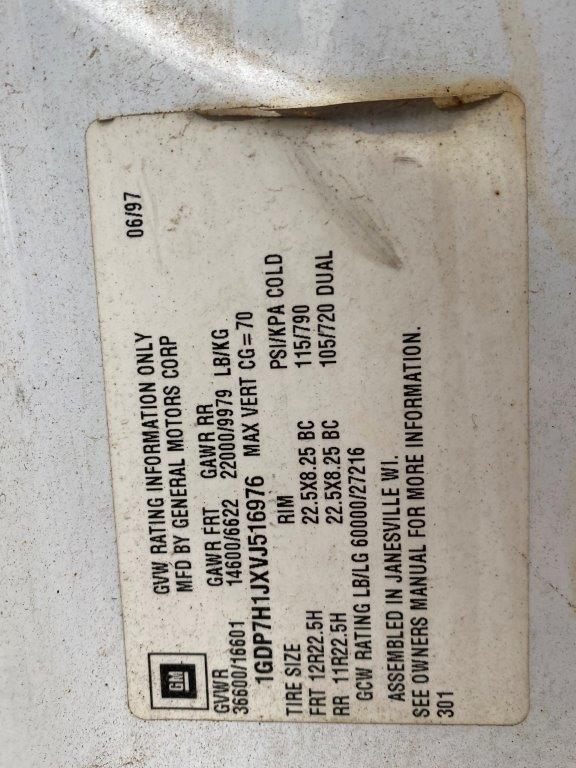 GVW RATING INFORMATION ONLY 06/97
MFD BY GENERAL MOTORS CORP
GM
GVWR GAWR FRT GAWR RR
36600/16601 14600/6622 22000/9979 LB/KG
1GDP7H1JXVJ516976 MAX VERT CG=70
TIRE SIZE RIM PSI/KPA COLD
FRT 12R22.5H 22.5X8.25 BC 115/790
RR 11R22.5H 22.5X8.25 BC 105/720 DUAL
GCW RATING LB/LG 60000/27216
ASSEMBLED IN JANESVILLE WI.
SEE OWNERS MANUAL FOR MORE INFORMATION.
301